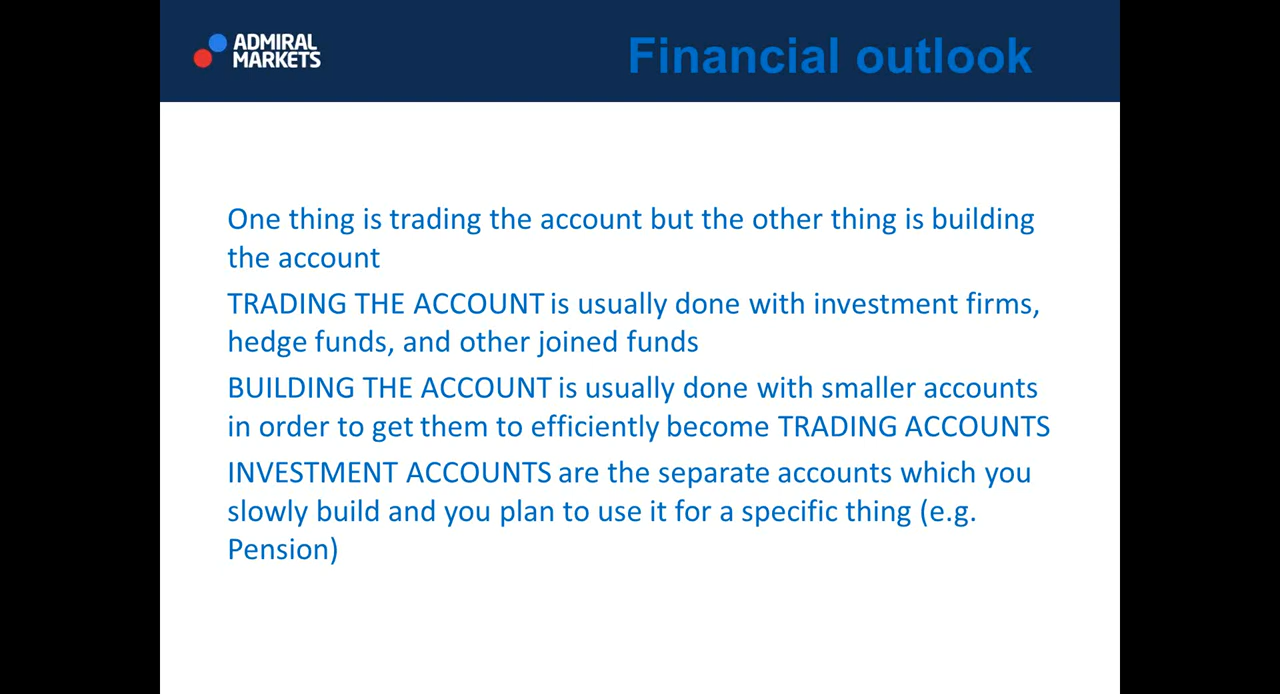 ADMIRAL
MARKETS
Financial outlook
One thing is trading the account but the other thing is building
the account
TRADING THE ACCOUNT is usually done with investment firms,
hedge funds, and other joined funds
BUILDING THE ACCOUNT is usually done with smaller accounts
in order to get them to efficiently become TRADING ACCOUNTS
INVESTMENT ACCOUNTS are the separate accounts which you
slowly build and you plan to use it for a specific thing (e.g.
Pension)